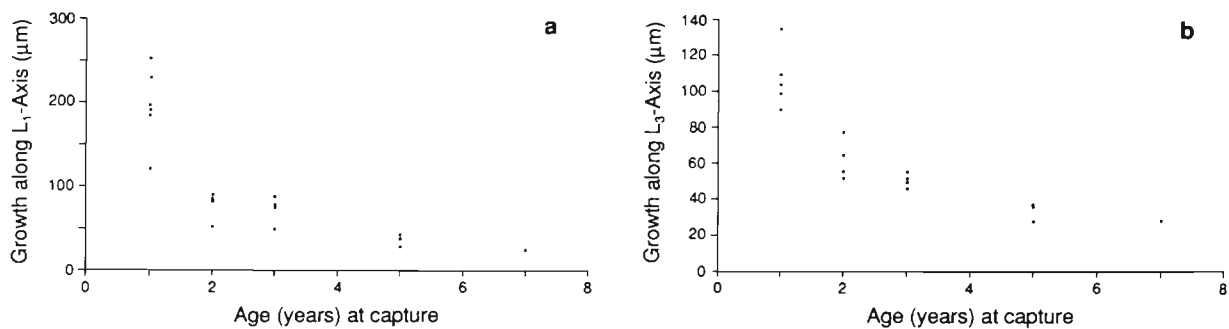 a
300
200
100
0
Growth along L₁-Axis (μm)
0 2 4 6 8
Age (years) at capture
b
140
120
100
80
60
40
20
0
Growth along L₃-Axis (μm)
0 2 4 6 8
Age (years) at capture